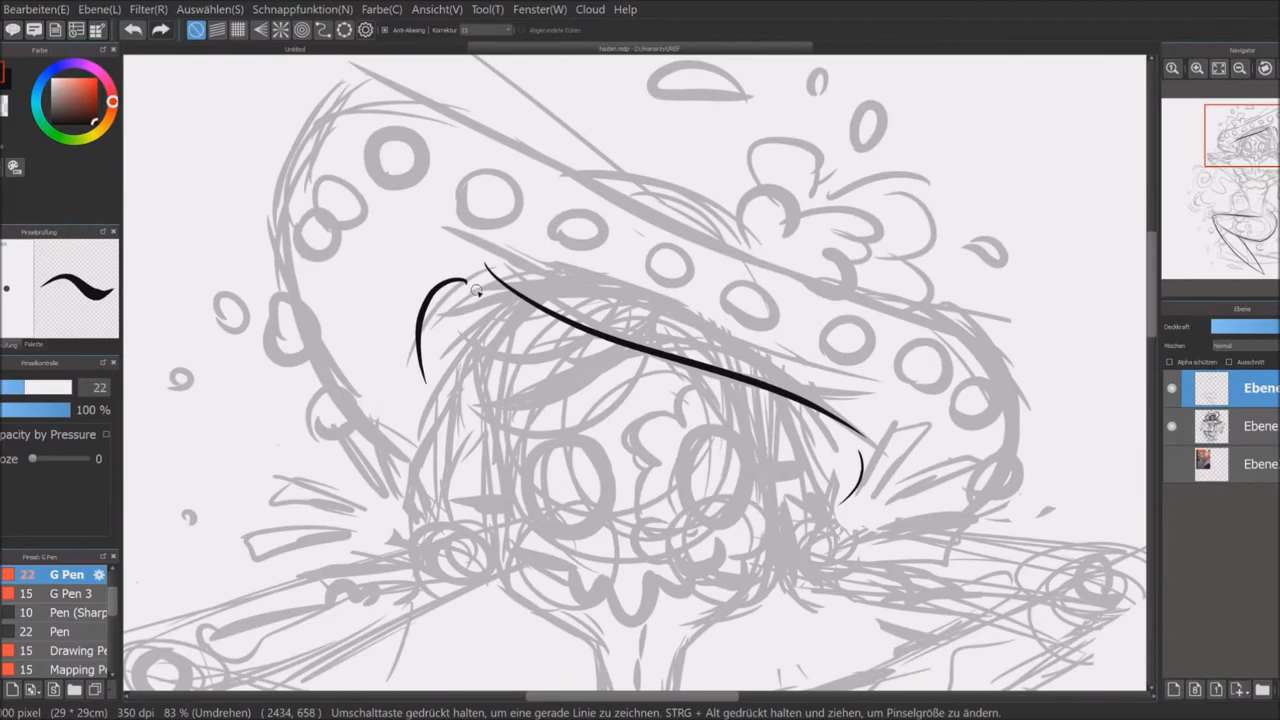 Bearbeiten(E) Ebene(L) Filter(R) Auswählen(S) Schnappfunktion(N) Farbe(C) Ansicht(V) Tool(T) Fenster(W) Cloud Help
Anti-Aliasing Korrektur 15 Abgerundete Ecken
Untitled
Farbe
Navigator
Pinselprüfung
Palette
Pinselkontrolle
22
100 %
pacity by Pressure
oze 0
Pinsel: G Pen
22 G Pen
15 G Pen 3
10 Pen (Sharp
22 Pen
15 Drawing Pe
15 Mapping Pe
Ebene
Deckkraft
Mischen normal
Alpha schützen Ausschnitt
Ebene
Ebene
Ebene
00 pixel (29 * 29cm) 350 dpi 83 % (Umdrehen) ( 2434, 658 ) Umschalttaste gedrückt halten, um eine gerade Linie zu zeichnen. STRG + Alt gedrückt halten und ziehen, um Pinselgröße zu ändern.